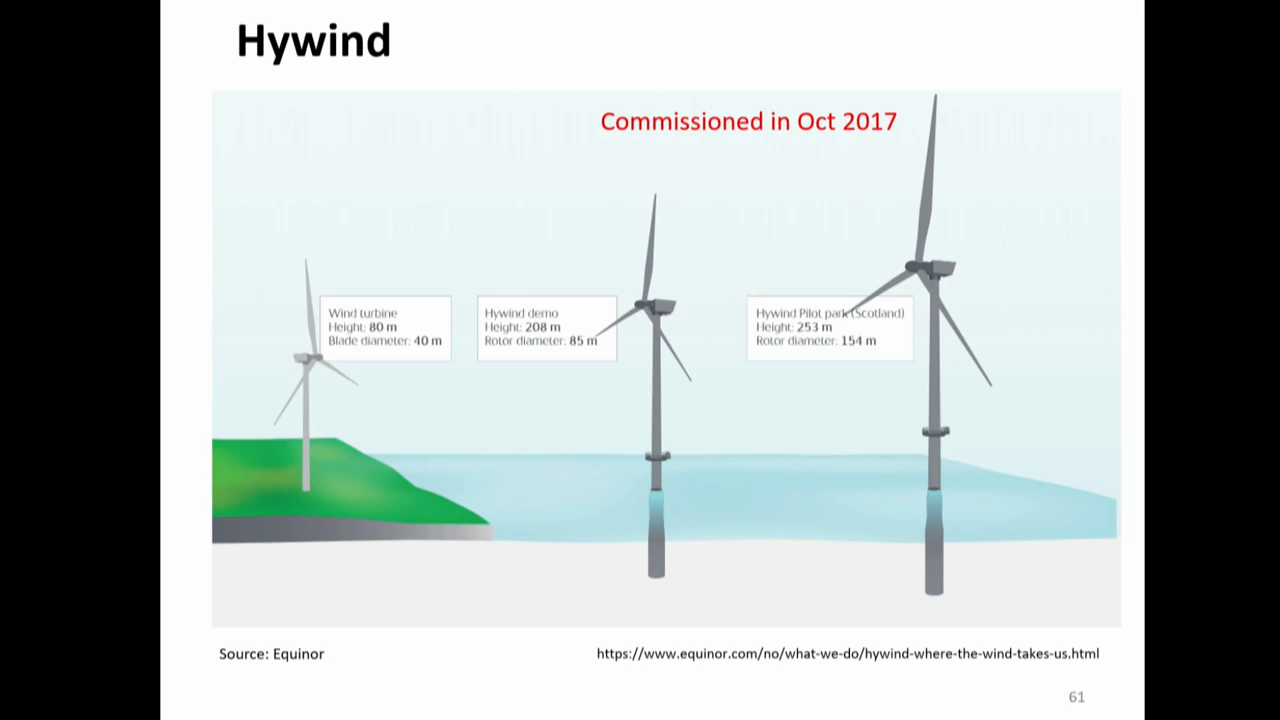 Hywind
Commissioned in Oct 2017
Wind turbine
Height: 80 m
Blade diameter: 40 m
Hywind demo
Height: 208 m
Rotor diameter: 85 m
Hywind Pilot park (Scotland)
Height: 253 m
Rotor diameter: 154 m
Source: Equinor
https://www.equinor.com/no/what-we-do/hywind-where-the-wind-takes-us.html
61